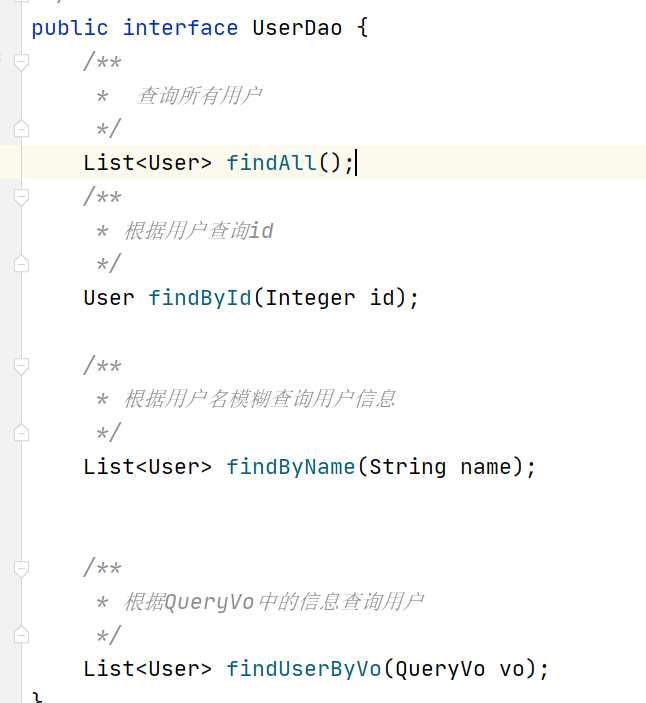 public interface UserDao {
/**
* 查询所有用户
*/
List<User> findAll();
/**
* 根据用户查询id
*/
User findById(Integer id);
/**
* 根据用户名模糊查询用户信息
*/
List<User> findByName(String name);
/**
* 根据QueryVo中的信息查询用户
*/
List<User> findUserByVo(QueryVo vo);
}